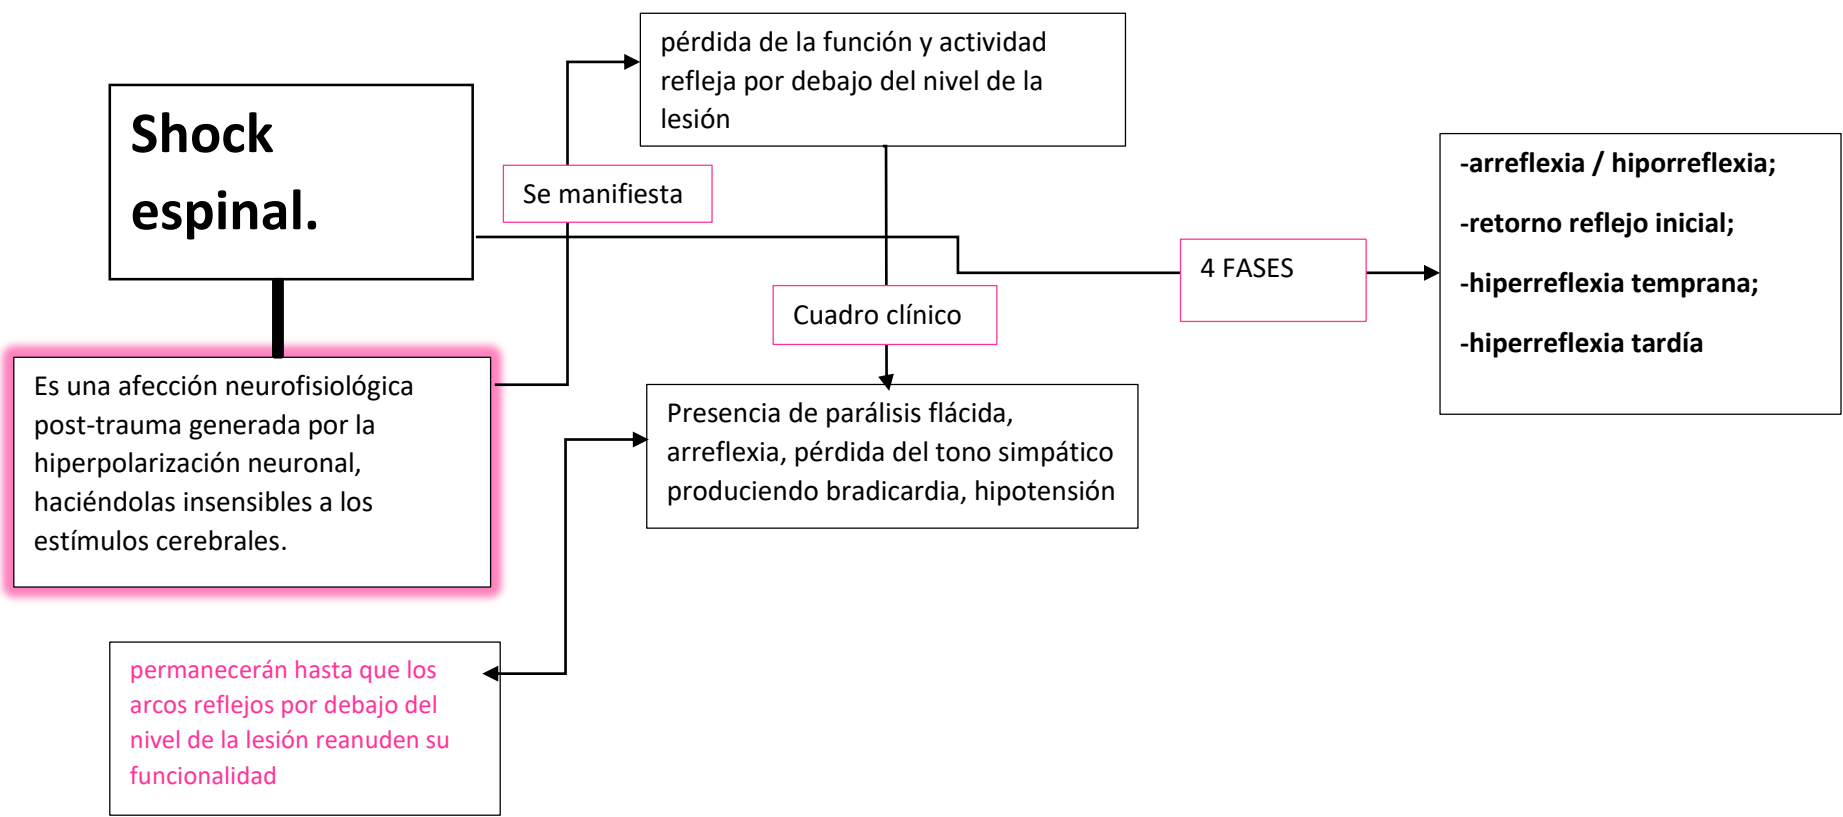 Shock
espinal.
Es una afección neurofisiológica
post-trauma generada por la
hiperpolarización neuronal,
haciéndolas insensibles a los
estímulos cerebrales.
permanecerán hasta que los
arcos reflejos por debajo del
nivel de la lesión reanuden su
funcionalidad
Se manifiesta
pérdida de la función y actividad
refleja por debajo del nivel de la
lesión
Cuadro clínico
Presencia de parálisis flácida,
arreflexia, pérdida del tono simpático
produciendo bradicardia, hipotensión
4 FASES
-arreflexia / hiporreflexia;
-retorno reflejo inicial;
-hiperreflexia temprana;
-hiperreflexia tardía